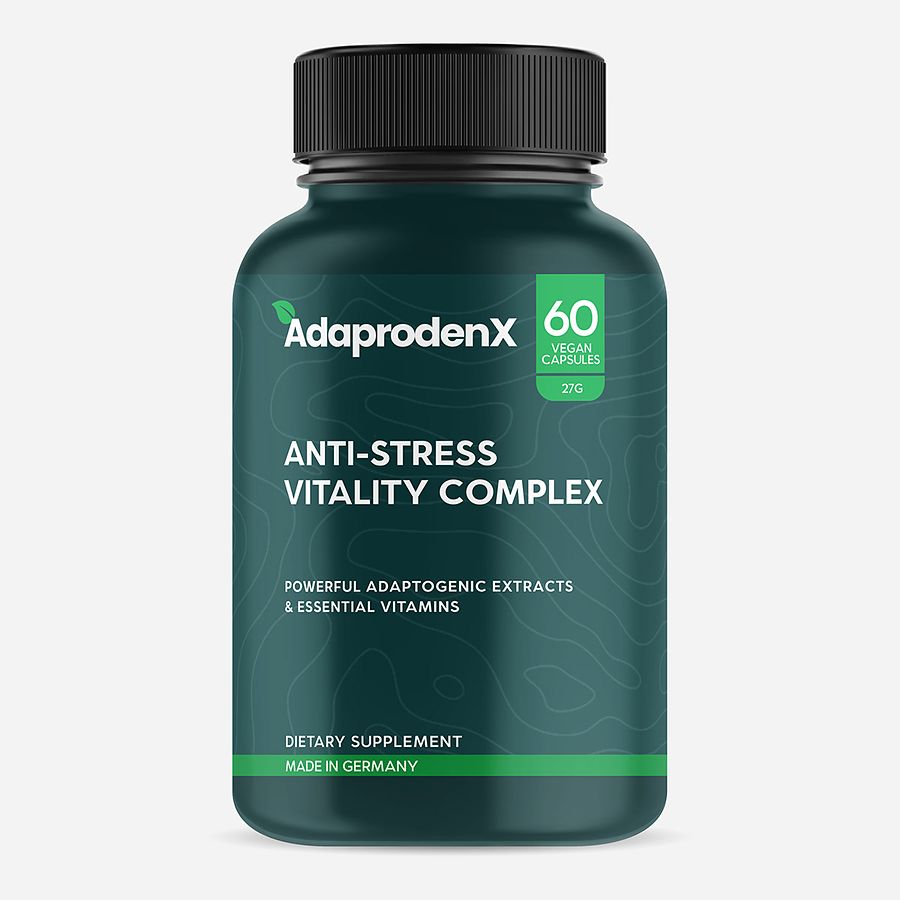 AdaprodenX
60
VEGAN
CAPSULES
27G
ANTI-STRESS
VITALITY COMPLEX
POWERFUL ADAPTOGENIC EXTRACTS
& ESSENTIAL VITAMINS
DIETARY SUPPLEMENT
MADE IN GERMANY